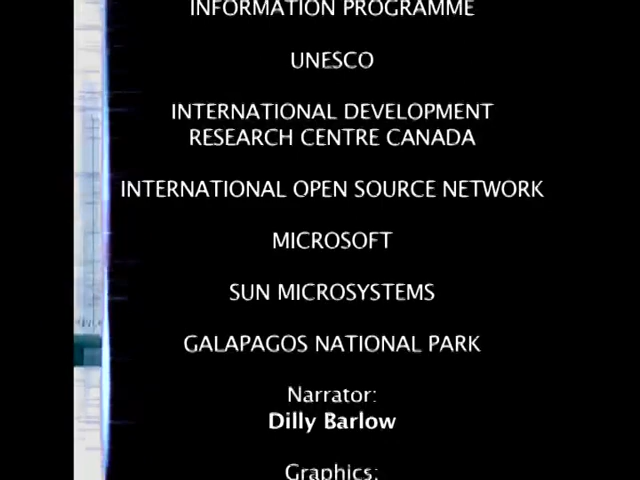 INFORMATION PROGRAMME
UNESCO
INTERNATIONAL DEVELOPMENT
RESEARCH CENTRE CANADA
INTERNATIONAL OPEN SOURCE NETWORK
MICROSOFT
SUN MICROSYSTEMS
GALAPAGOS NATIONAL PARK
Narrator:
Dilly Barlow
Graphics: